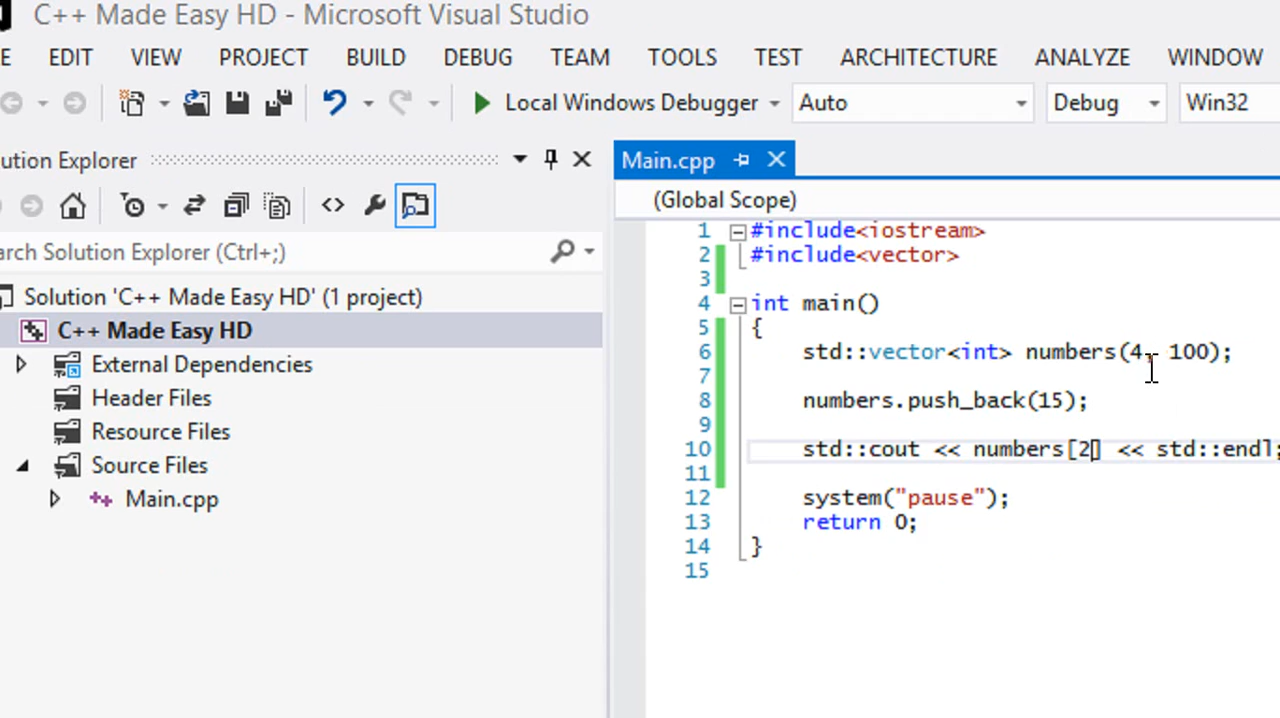 C++ Made Easy HD - Microsoft Visual Studio
E EDIT VIEW PROJECT BUILD DEBUG TEAM TOOLS TEST ARCHITECTURE ANALYZE WINDOW
Local Windows Debugger Auto Debug Win32
ution Explorer
Main.cpp
(Global Scope)
arch Solution Explorer (Ctrl+;)
Solution 'C++ Made Easy HD' (1 project)
C++ Made Easy HD
External Dependencies
Header Files
Resource Files
Source Files
Main.cpp
1 #include<iostream>
2 #include<vector>
3
4 int main()
5 {
6 std::vector<int> numbers(4, 100);
7
8 numbers.push_back(15);
9
10 std::cout << numbers[2] << std::endl;
11
12 system("pause");
13 return 0;
14 }
15